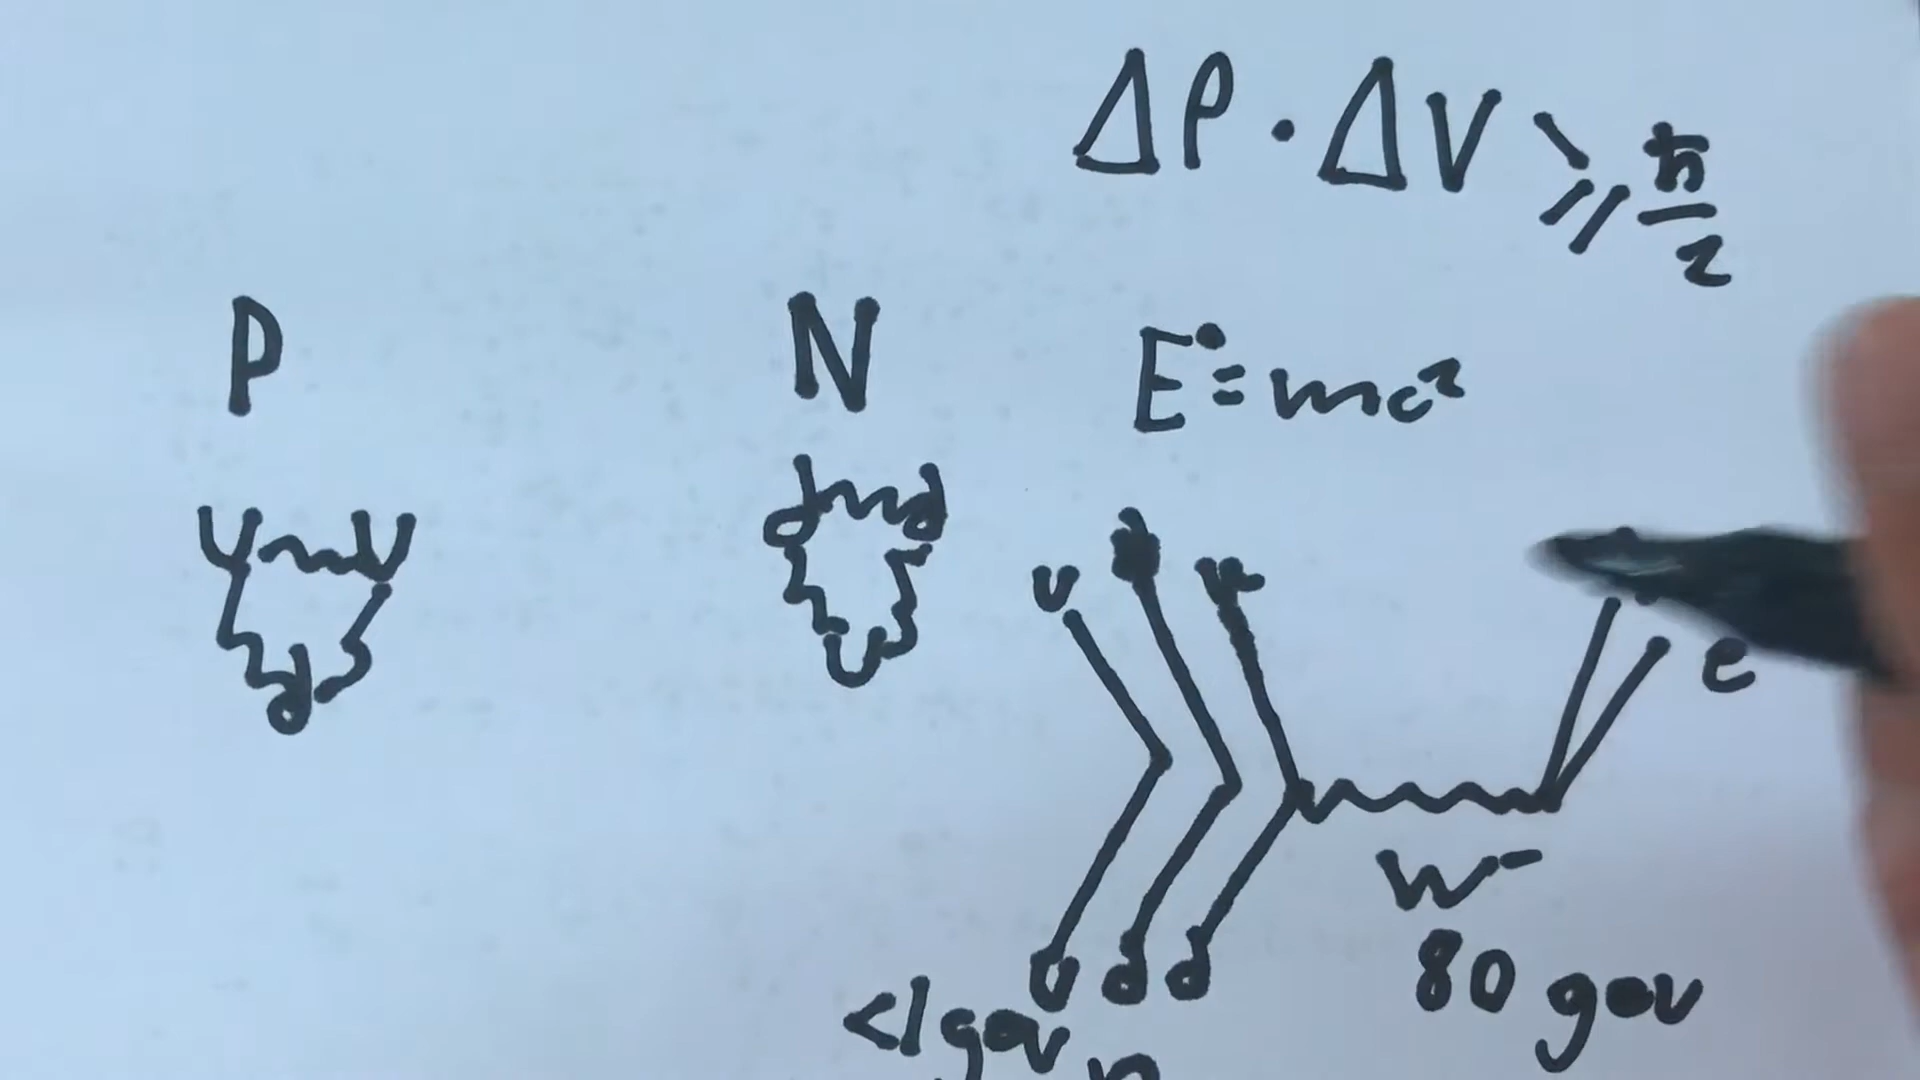 ΔP · ΔV ⩾ ħ/2
P N E=mc²
U U d d
d U
U U
e
W⁻
U d d 80 gev
<1 gev n